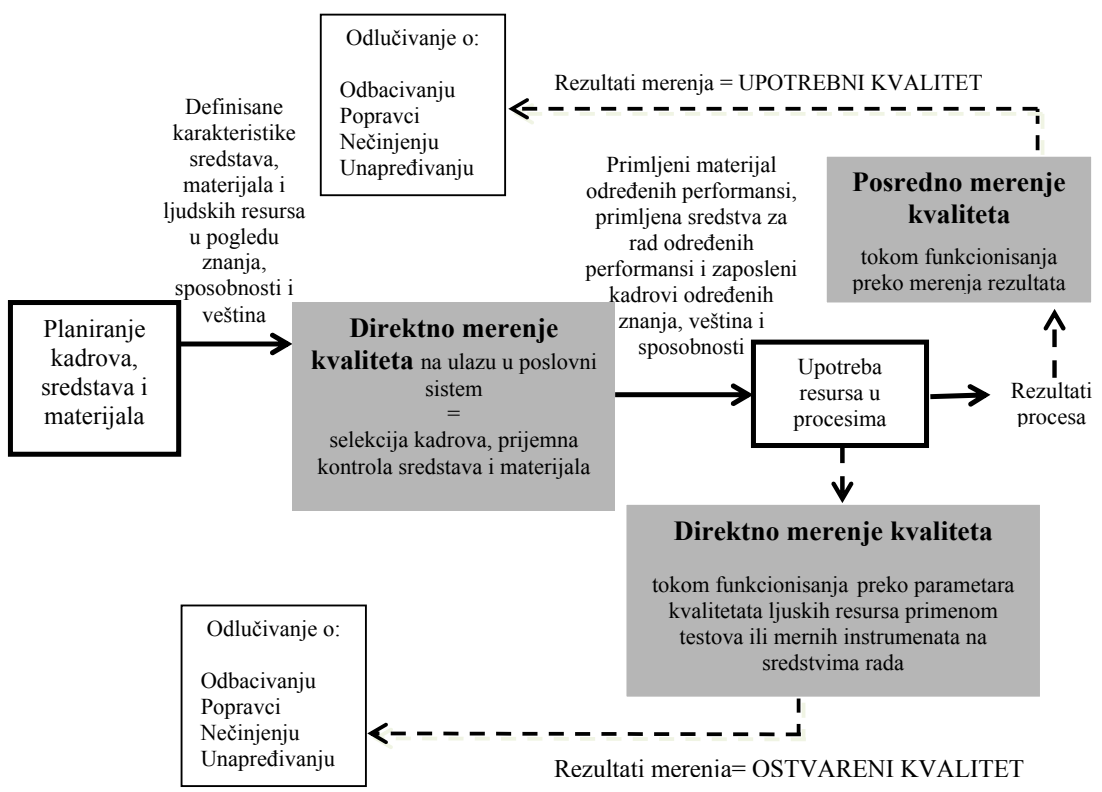 Odlučivanje o:
Odbacivanju
Popravci
Nečinjenju
Unapređivanju
Rezultati merenja = UPOTREBNI KVALITET
Definisane
karakteristike
sredstava,
materijala i
ljudskih resursa
u pogledu
znanja,
sposobnosti i
veština
Primljeni materijal
određenih performansi,
primljena sredstva za
rad određenih
performansi i zaposleni
kadrovi određenih
znanja, veština i
sposobnosti
Posredno merenje
kvaliteta
tokom funkcionisanja
preko merenja rezultata
Planiranje
kadrova,
sredstava i
materijala
Direktno merenje
kvaliteta na ulazu u poslovni
sistem
=
selekcija kadrova, prijemna
kontrola sredstava i materijala
Upotreba
resursa u
procesima
Rezultati
procesa
Direktno merenje kvaliteta
tokom funkcionisanja preko parametara
kvalitetata ljuskih resursa primenom
testova ili mernih instrumenata na
sredstvima rada
Odlučivanje o:
Odbacivanju
Popravci
Nečinjenju
Unapređivanju
Rezultati merenia= OSTVARENI KVALITET